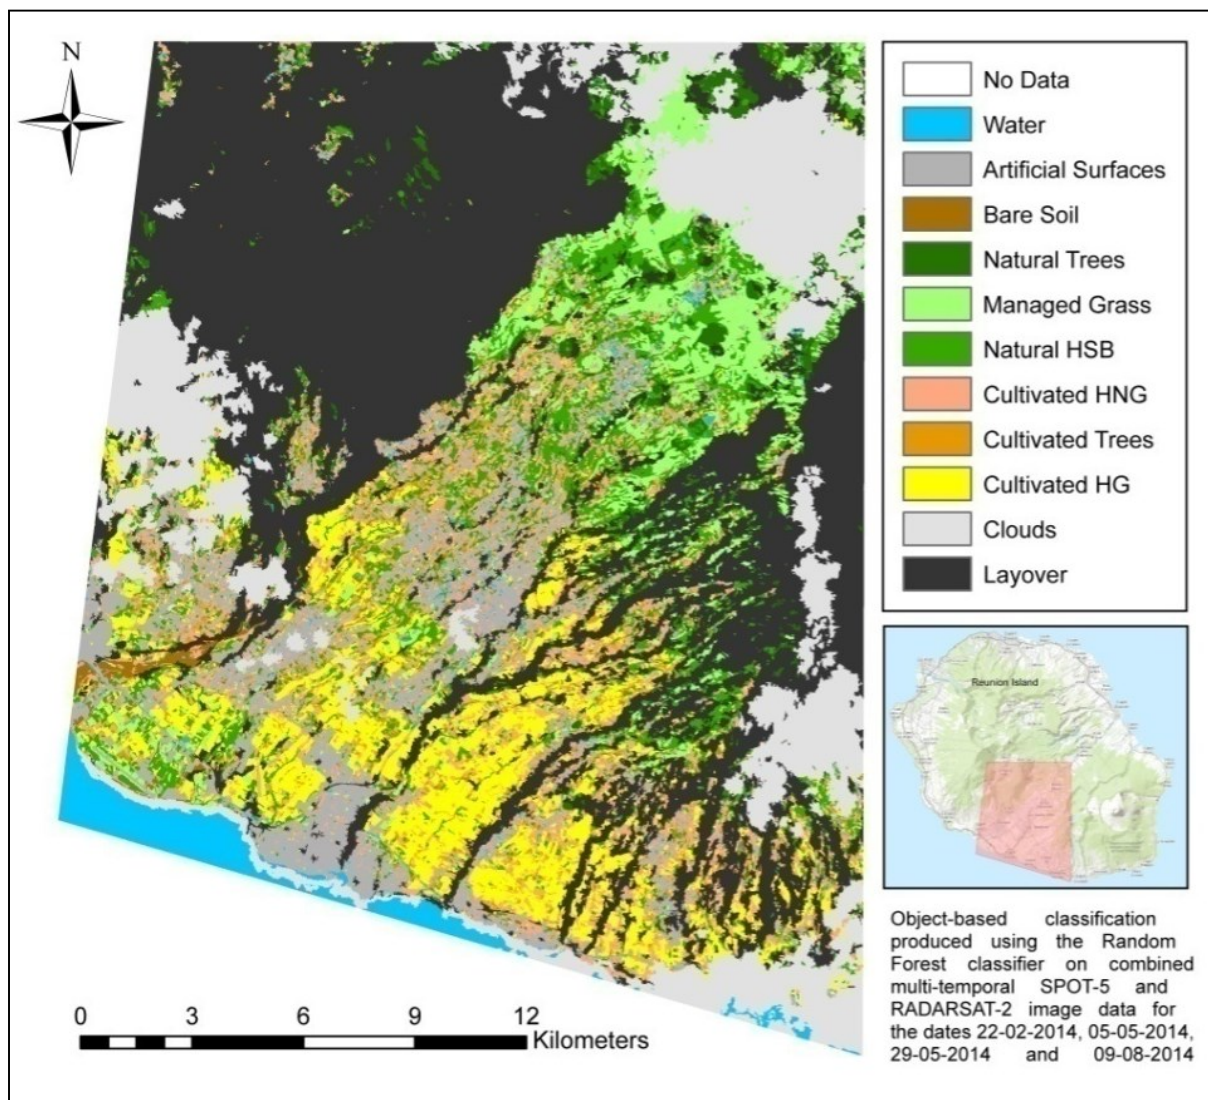 N
No Data
Water
Artificial Surfaces
Bare Soil
Natural Trees
Managed Grass
Natural HSB
Cultivated HNG
Cultivated Trees
Cultivated HG
Clouds
Layover
Reunion Island
Object-based classification
produced using the Random
Forest classifier on combined
multi-temporal SPOT-5 and
RADARSAT-2 image data for
the dates 22-02-2014, 05-05-2014,
29-05-2014 and 09-08-2014
0 3 6 9 12
Kilometers